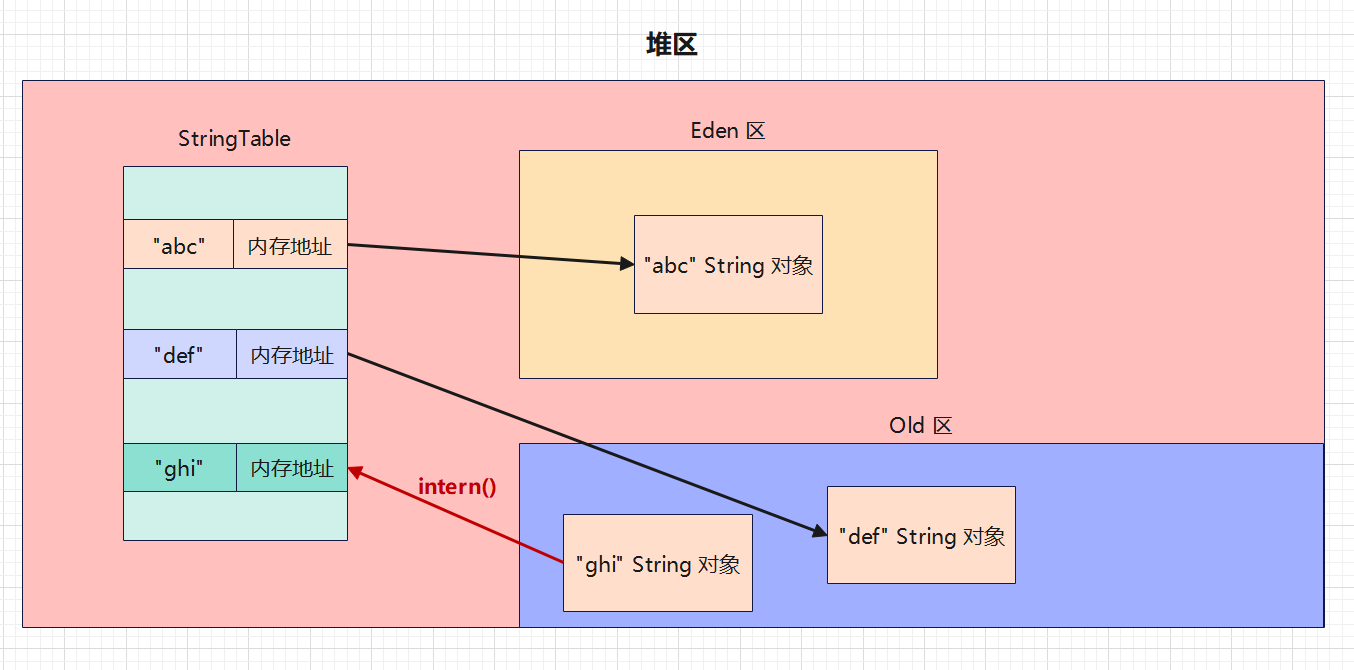 堆区
StringTable
"abc" 内存地址
"def" 内存地址
"ghi" 内存地址
intern()
Eden 区
"abc" String 对象
Old 区
"def" String 对象
"ghi" String 对象